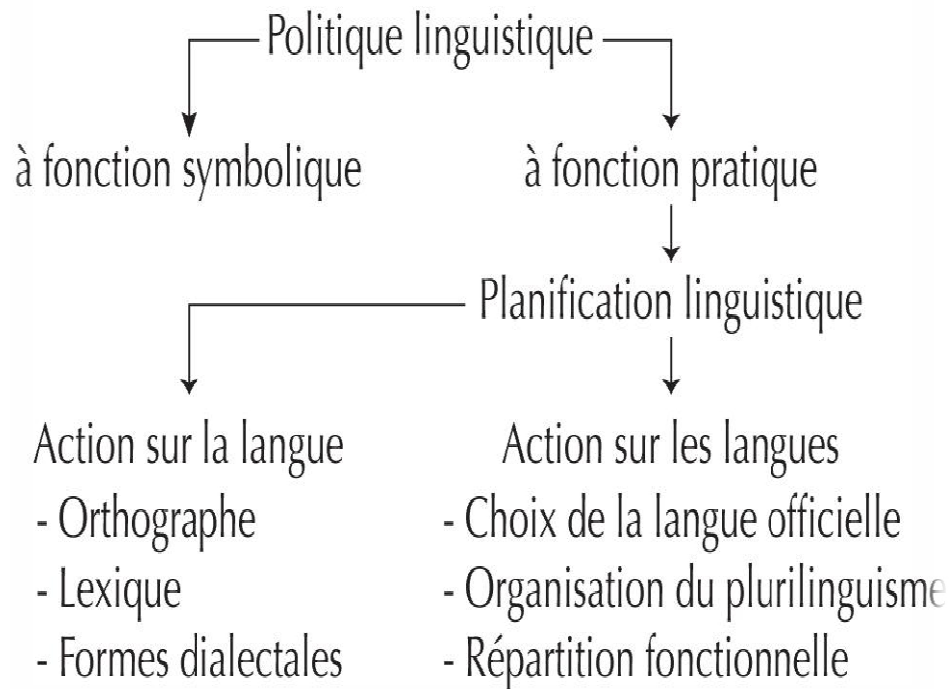 Politique linguistique
à fonction symbolique
à fonction pratique
Planification linguistique
Action sur la langue
- Orthographe
- Lexique
- Formes dialectales
Action sur les langues
- Choix de la langue officielle
- Organisation du plurilinguisme
- Répartition fonctionnelle